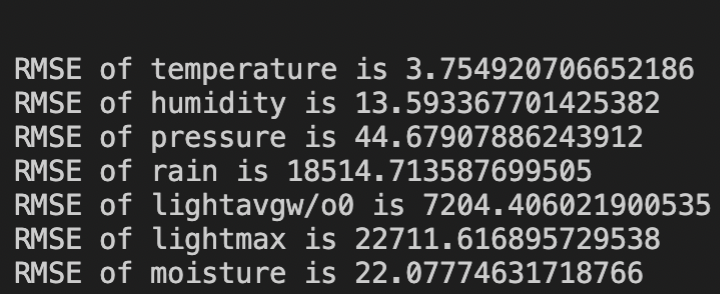 RMSE of temperature is 3.754920706652186
RMSE of humidity is 13.593367701425382
RMSE of pressure is 44.67907886243912
RMSE of rain is 18514.713587699505
RMSE of lightavgw/o0 is 7204.406021900535
RMSE of lightmax is 22711.616895729538
RMSE of moisture is 22.07774631718766